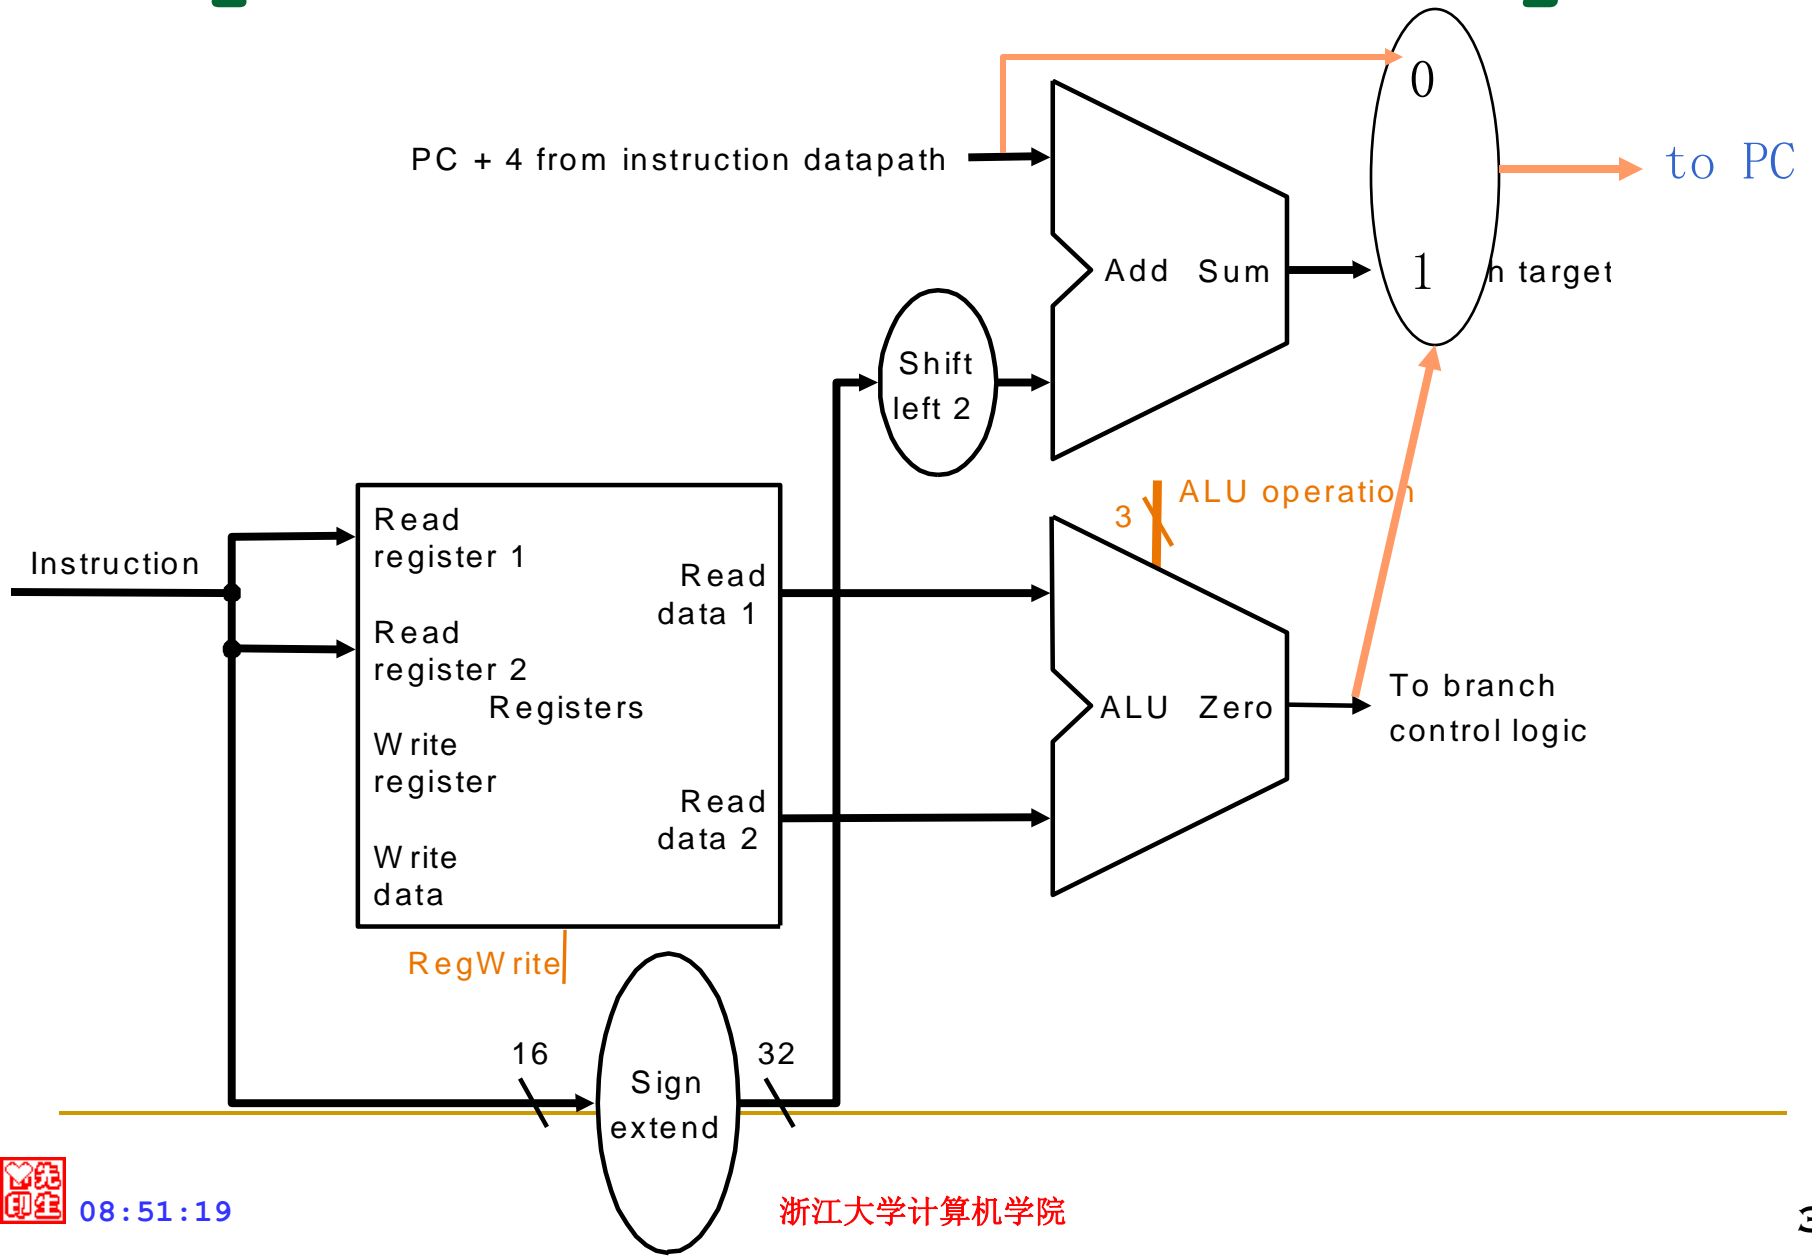 0
PC + 4 from instruction datapath
to PC
Add Sum
1
n target
Shift
left 2
ALU operation
3
Read
register 1
Instruction
Read
data 1
Read
register 2
Registers
To branch
control logic
ALU Zero
Write
register
Read
data 2
Write
data
RegWrite
16
32
Sign
extend
先生印
08:51:19
浙江大学计算机学院